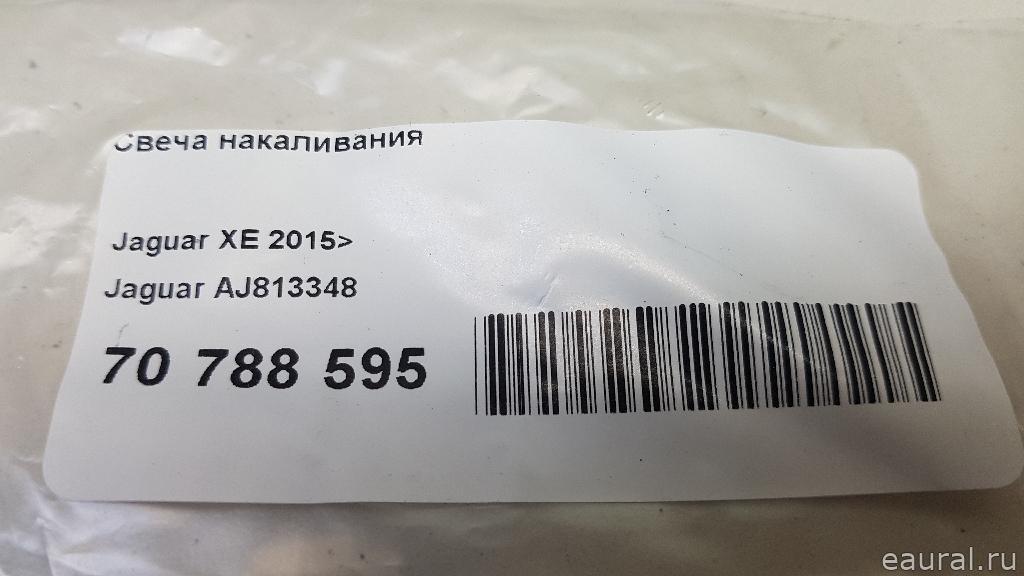 Свеча накаливания
Jaguar XE 2015>
Jaguar AJ813348
70 788 595
eaural.ru